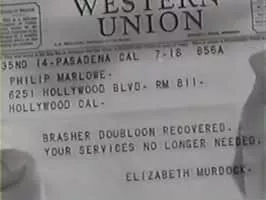 WESTERN
UNION
35ND 14-PASADENA CAL 7-18 856A
PHILIP MARLOWE-
6251 HOLLYWOOD BLVD- RM 811-
HOLLYWOOD CAL-
BRASHER DOUBLOON RECOVERED.
YOUR SERVICES NO LONGER NEEDED.
ELIZABETH MURDOCK.